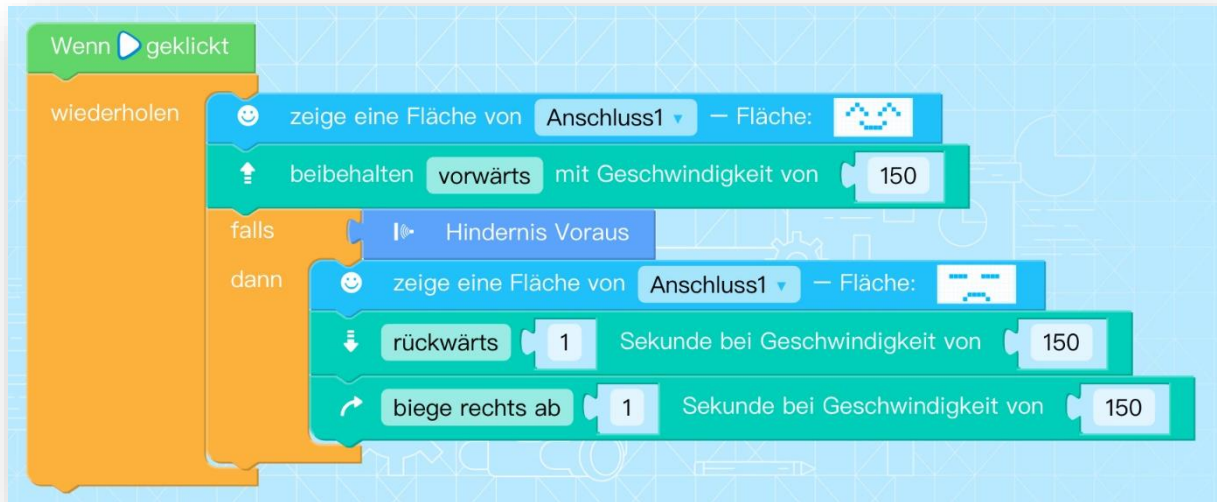 Wenn geklickt
wiederholen
zeige eine Fläche von Anschluss1 – Fläche:
beibehalten vorwärts mit Geschwindigkeit von 150
falls Hindernis Voraus
dann zeige eine Fläche von Anschluss1 – Fläche:
rückwärts 1 Sekunde bei Geschwindigkeit von 150
biege rechts ab 1 Sekunde bei Geschwindigkeit von 150